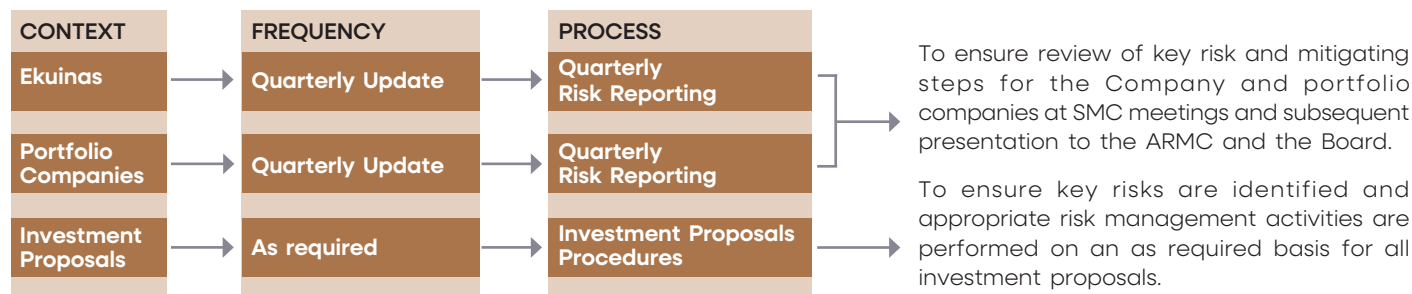 CONTEXT
FREQUENCY
PROCESS
Ekuinas
Quarterly Update
Quarterly
Risk Reporting
Portfolio
Companies
Quarterly Update
Quarterly
Risk Reporting
To ensure review of key risk and mitigating
steps for the Company and portfolio
companies at SMC meetings and subsequent
presentation to the ARMC and the Board.
Investment
Proposals
As required
Investment Proposals
Procedures
To ensure key risks are identified and
appropriate risk management activities are
performed on an as required basis for all
investment proposals.